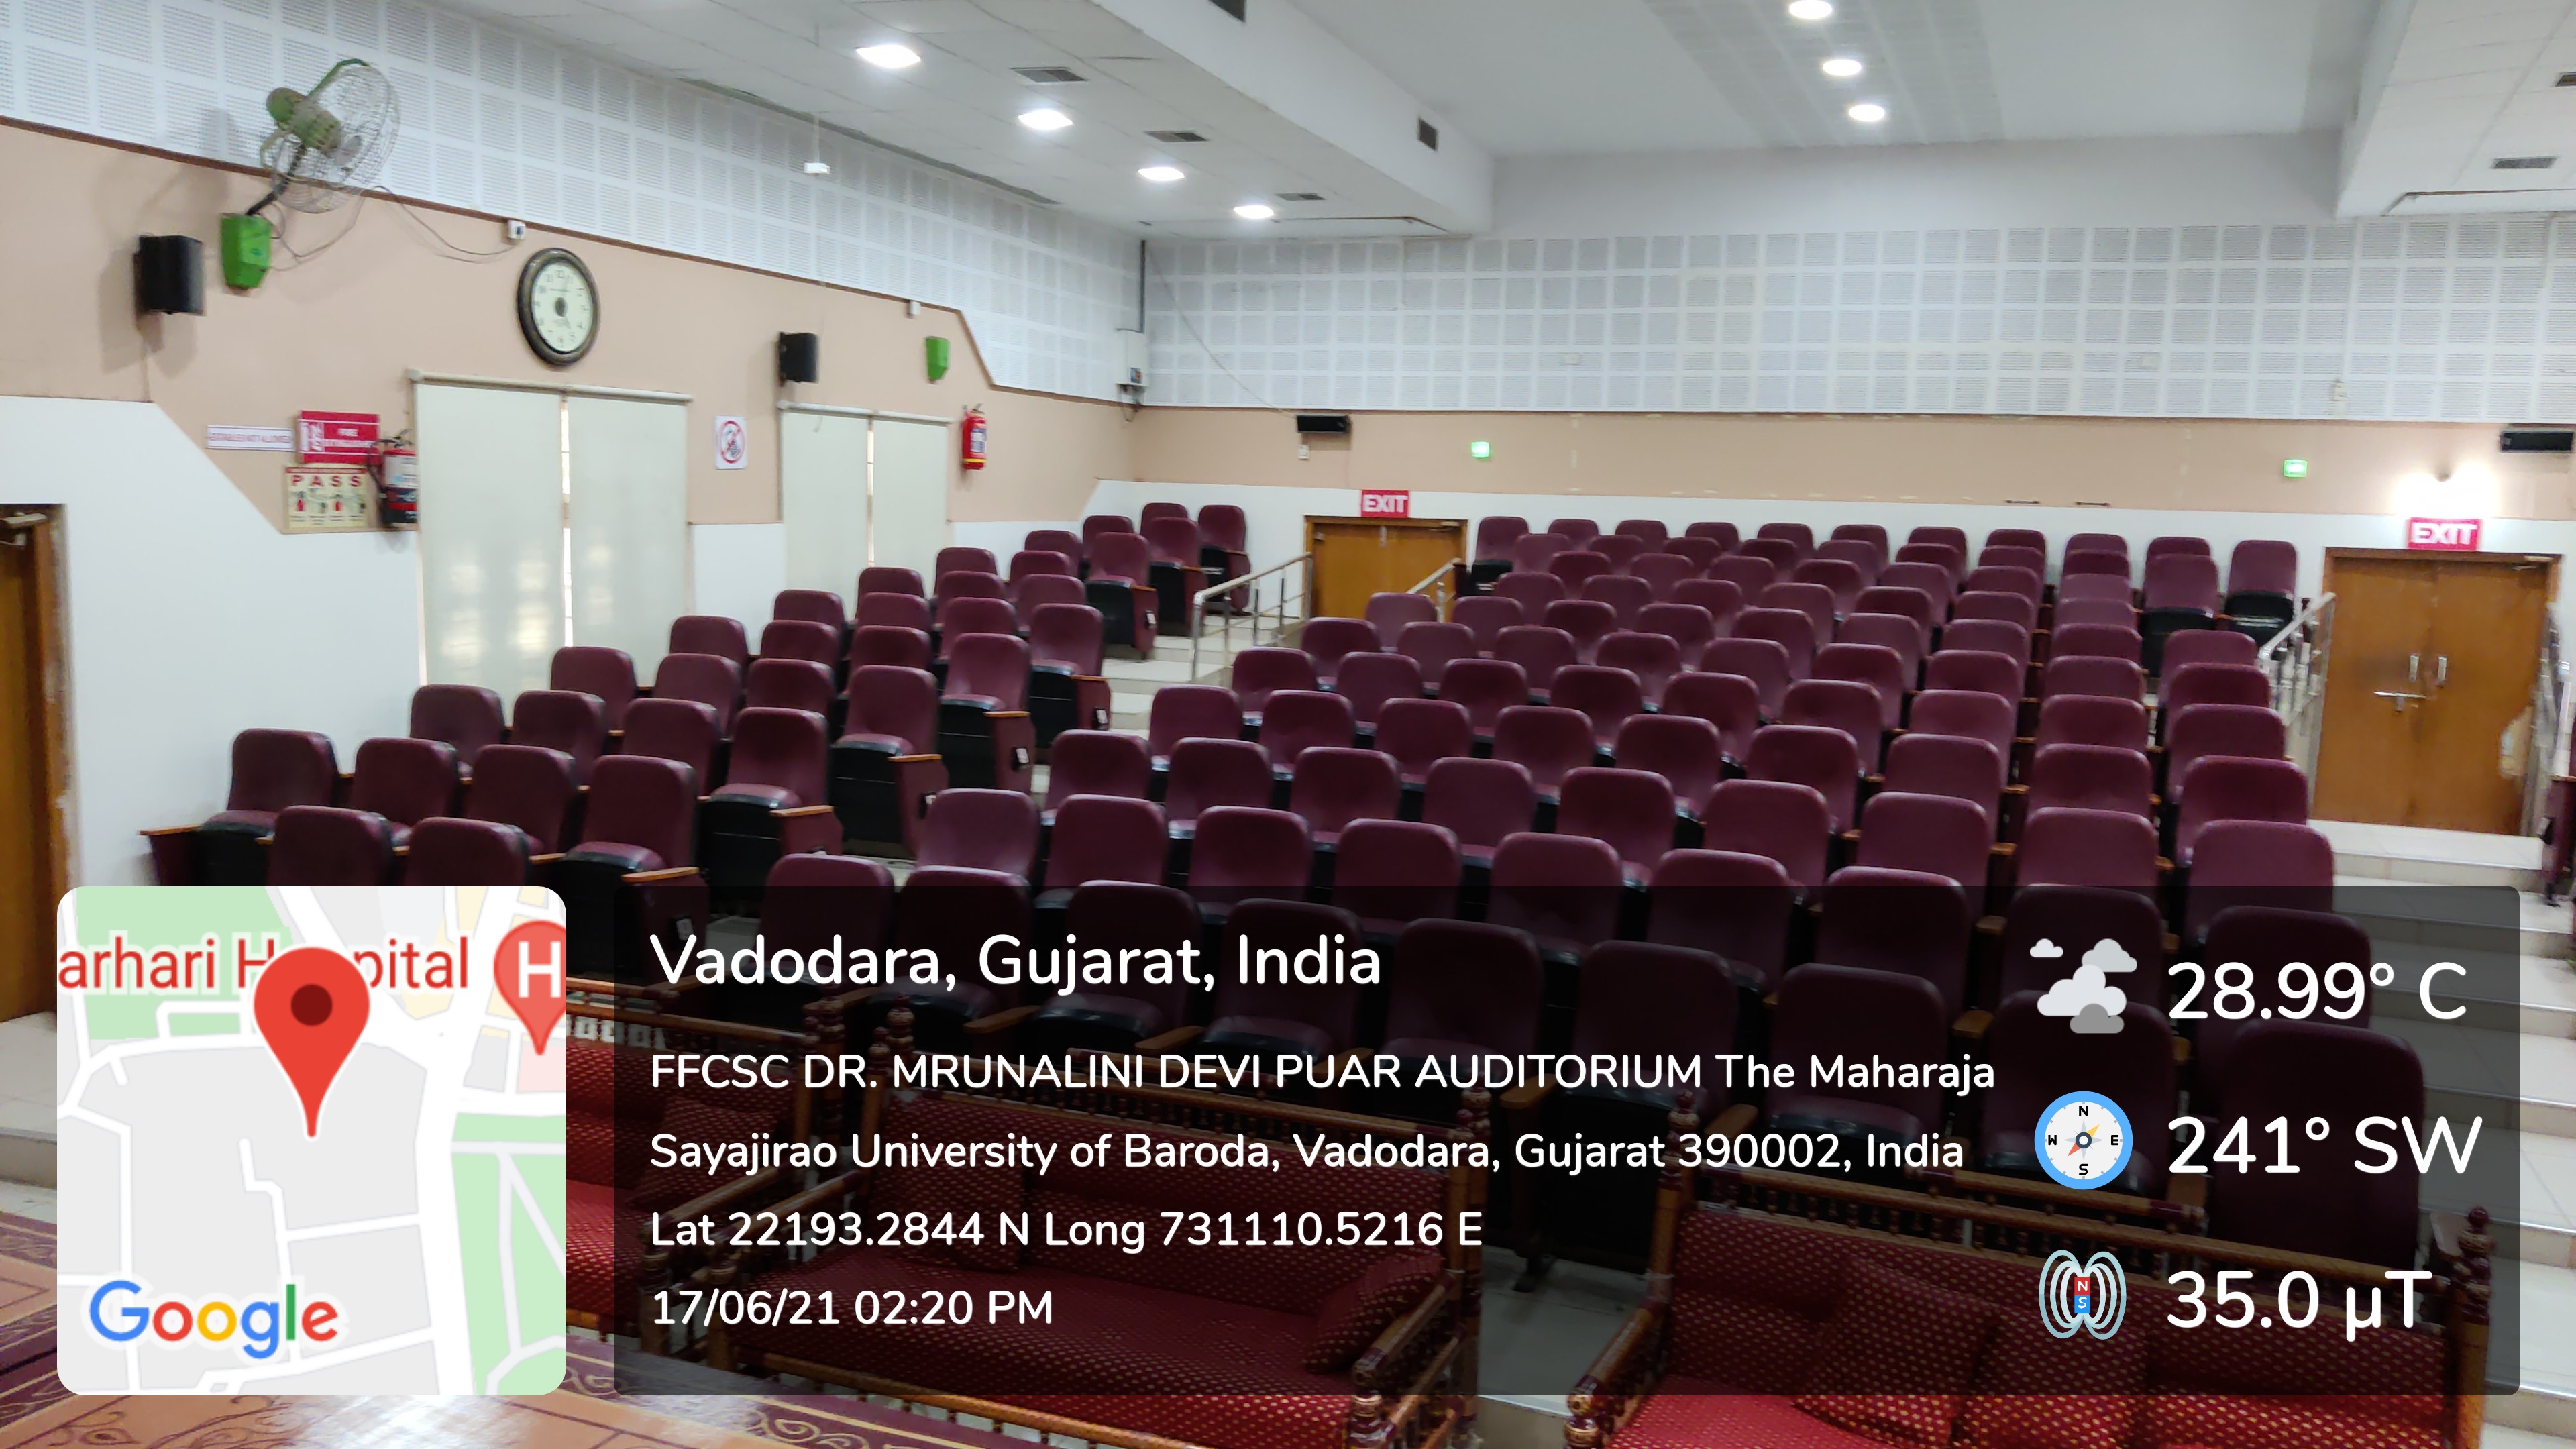 FIRE
P A S S
EXIT
EXIT
arhari H pital
H
Google
Vadodara, Gujarat, India
FFCSC DR. MRUNALINI DEVI PUAR AUDITORIUM The Maharaja
Sayajirao University of Baroda, Vadodara, Gujarat 390002, India
Lat 22193.2844 N Long 731110.5216 E
17/06/21 02:20 PM
28.99° C
N
W E
S
241° SW
N
S
35.0 µT